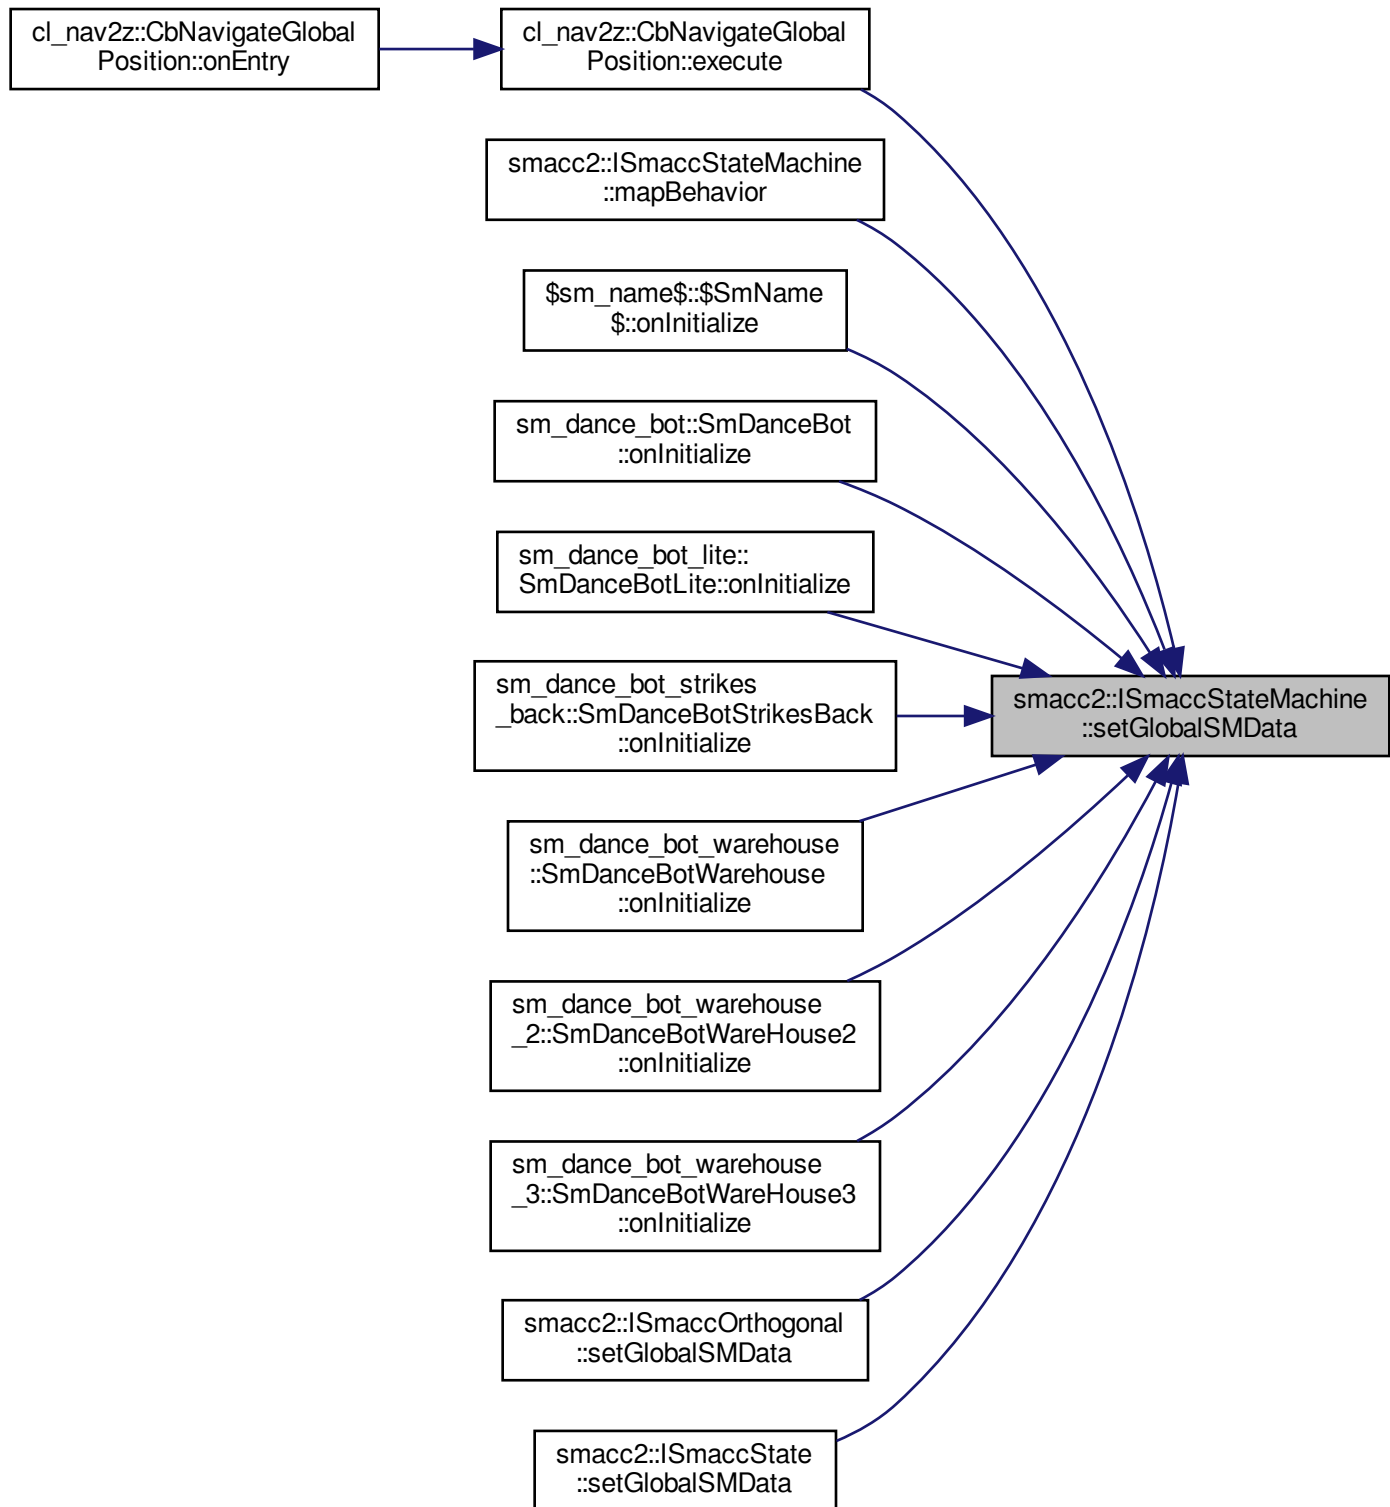 cl_nav2z::CbNavigateGlobal
Position::onEntry
cl_nav2z::CbNavigateGlobal
Position::execute
smacc2::ISmaccStateMachine
::mapBehavior
$sm_name$::$SmName
$::onInitialize
sm_dance_bot::SmDanceBot
::onInitialize
sm_dance_bot_lite::
SmDanceBotLite::onInitialize
sm_dance_bot_strikes
_back::SmDanceBotStrikesBack
::onInitialize
smacc2::ISmaccStateMachine
::setGlobalSMData
sm_dance_bot_warehouse
::SmDanceBotWarehouse
::onInitialize
sm_dance_bot_warehouse
_2::SmDanceBotWareHouse2
::onInitialize
sm_dance_bot_warehouse
_3::SmDanceBotWareHouse3
::onInitialize
smacc2::ISmaccOrthogonal
::setGlobalSMData
smacc2::ISmaccState
::setGlobalSMData